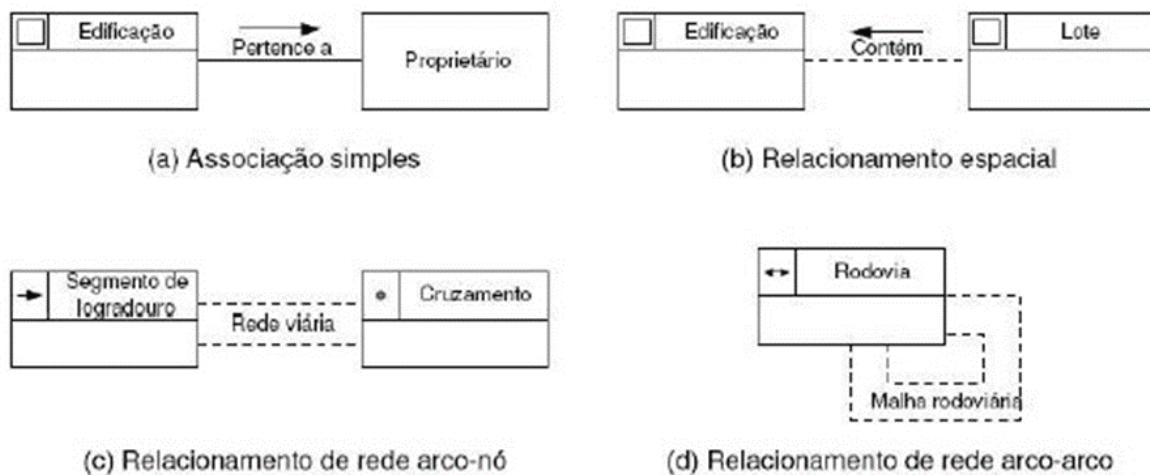 Edificação
Pertence a
Proprietário
(a) Associação simples
Edificação
Contém
Lote
(b) Relacionamento espacial
Segmento de
logradouro
Rede viária
Cruzamento
(c) Relacionamento de rede arco-nó
Rodovia
Malha rodoviária
(d) Relacionamento de rede arco-arco